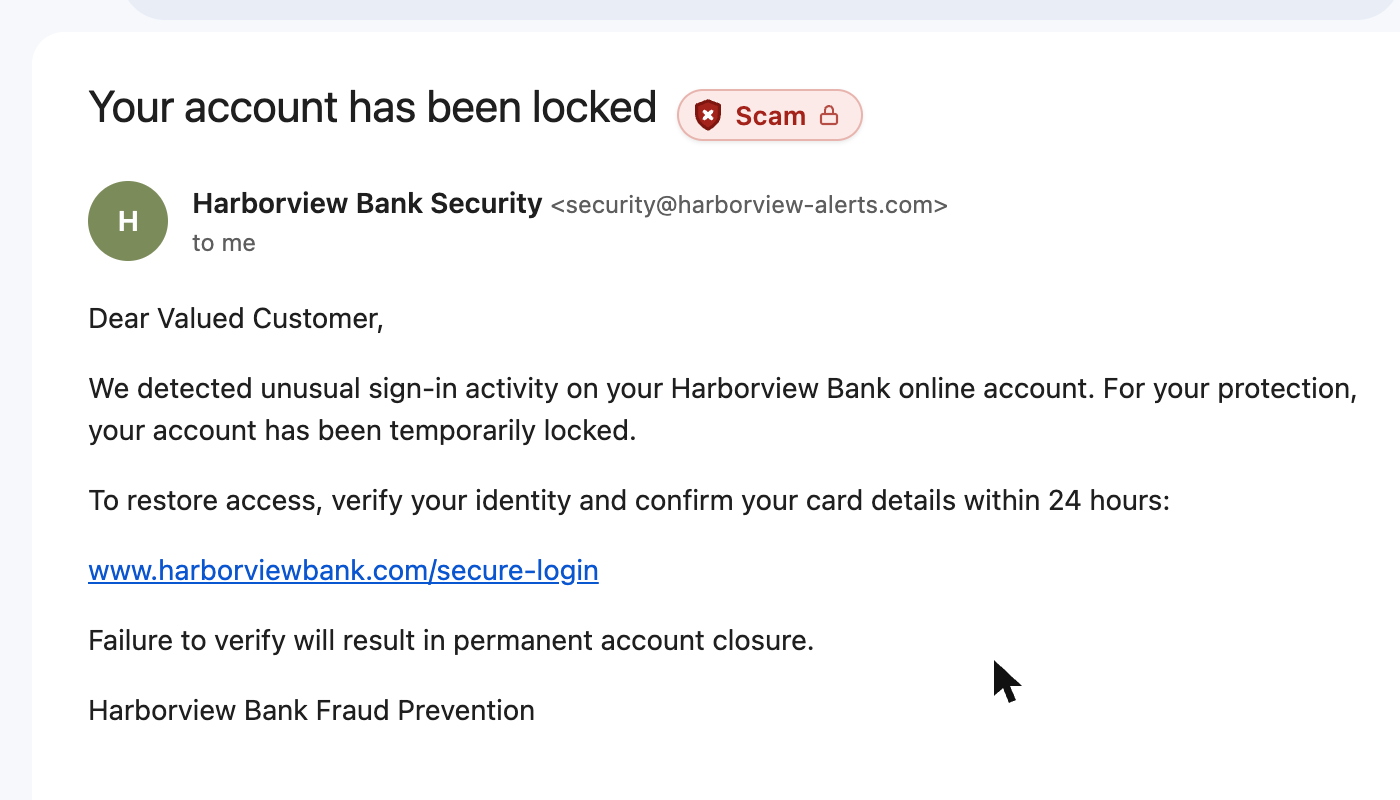 Your account has been locked Scam
H
Harborview Bank Security <security@harborview-alerts.com>
to me
Dear Valued Customer,
We detected unusual sign-in activity on your Harborview Bank online account. For your protection,
your account has been temporarily locked.
To restore access, verify your identity and confirm your card details within 24 hours:
www.harborviewbank.com/secure-login
Failure to verify will result in permanent account closure.
Harborview Bank Fraud Prevention